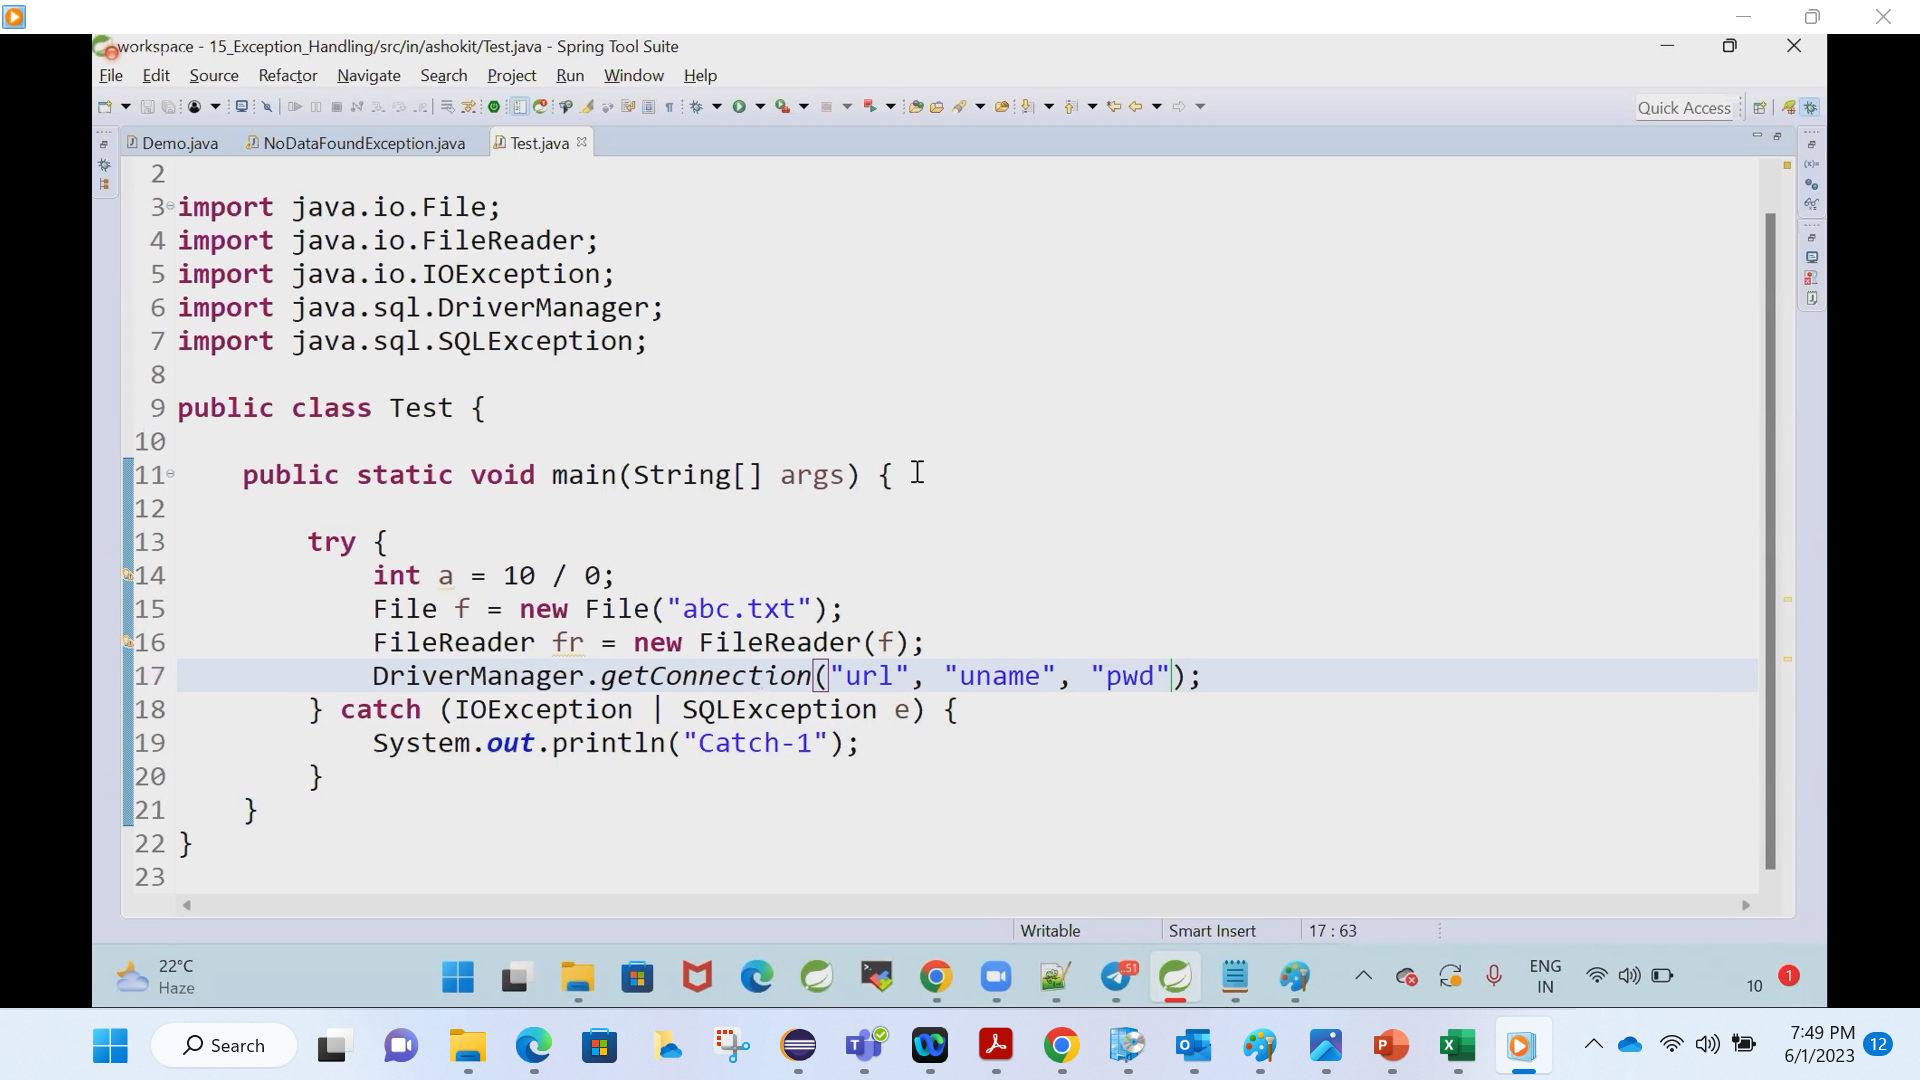 workspace - 15_Exception_Handling/src/in/ashokit/Test.java - Spring Tool Suite
File Edit Source Refactor Navigate Search Project Run Window Help
Quick Access
Demo.java NoDataFoundException.java Test.java
2
3 import java.io.File;
4 import java.io.FileReader;
5 import java.io.IOException;
6 import java.sql.DriverManager;
7 import java.sql.SQLException;
8
9 public class Test {
10
11 public static void main(String[] args) {
12
13 try {
14 int a = 10 / 0;
15 File f = new File("abc.txt");
16 FileReader fr = new FileReader(f);
17 DriverManager.getConnection("url", "uname", "pwd");
18 } catch (IOException | SQLException e) {
19 System.out.println("Catch-1");
20 }
21 }
22 }
23
Writable Smart Insert 17 : 63
22°C
Haze
51
ENG
IN
10 1
Search
7:49 PM
6/1/2023
12